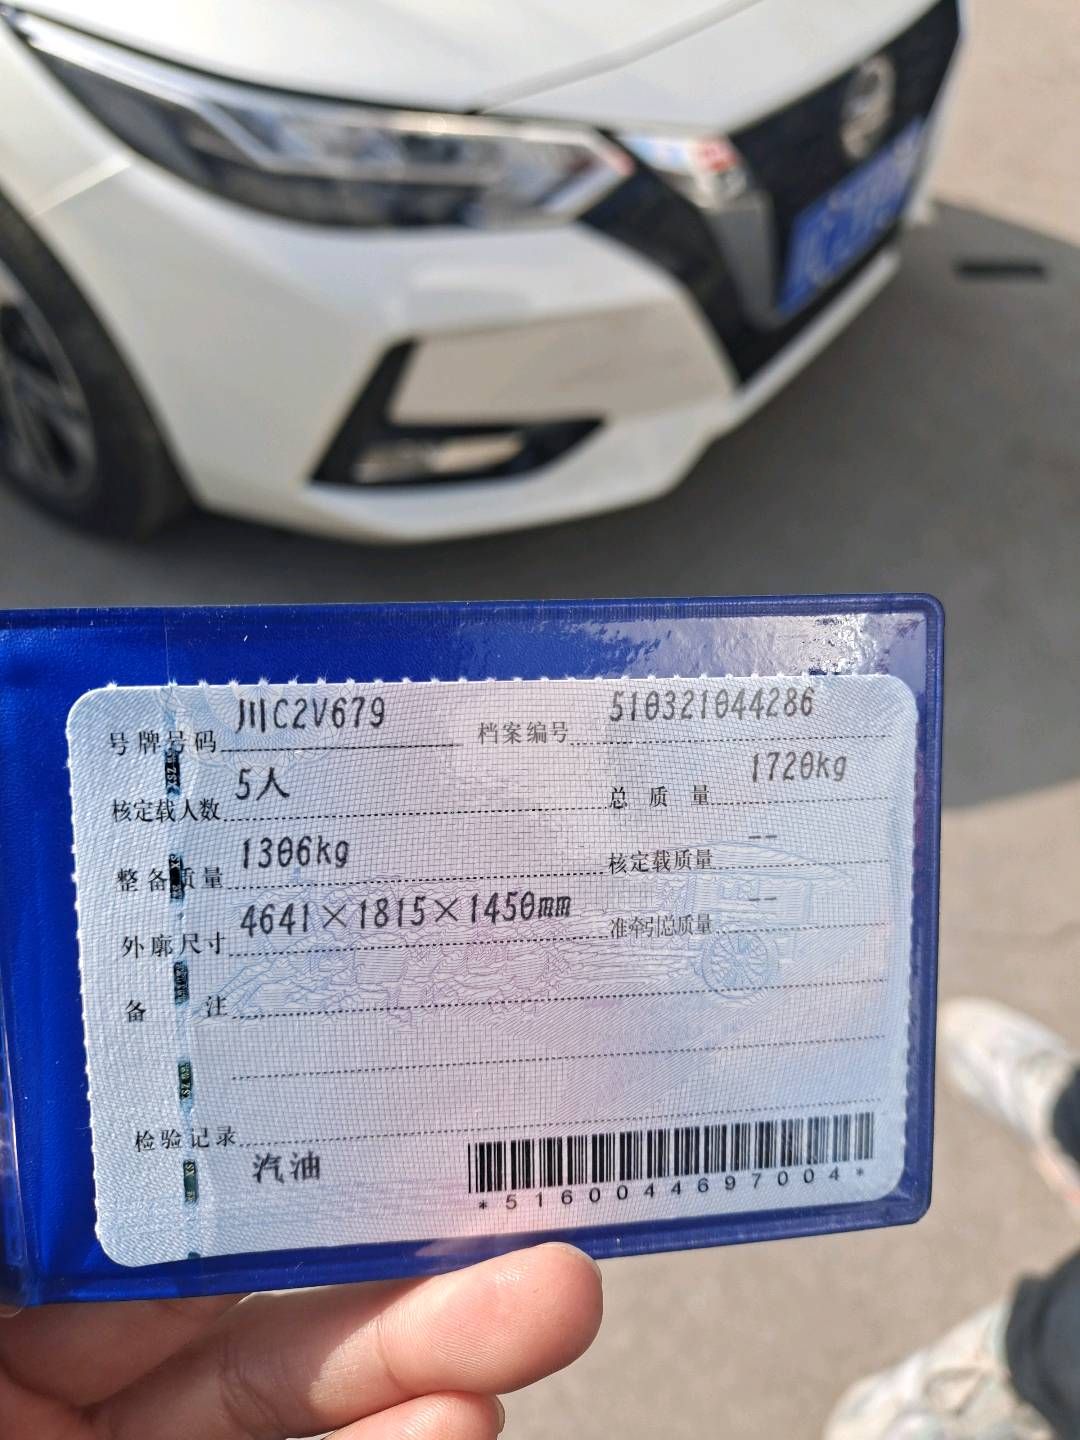 号牌号码 川C2V679 档案编号 510321044286
核定载人数 5人 总质量 1720kg
整备质量 1306kg 核定载质量 --
外廓尺寸 4641×1815×1450mm 准牵引总质量 --
备注
检验记录
汽油
*5160044697004*